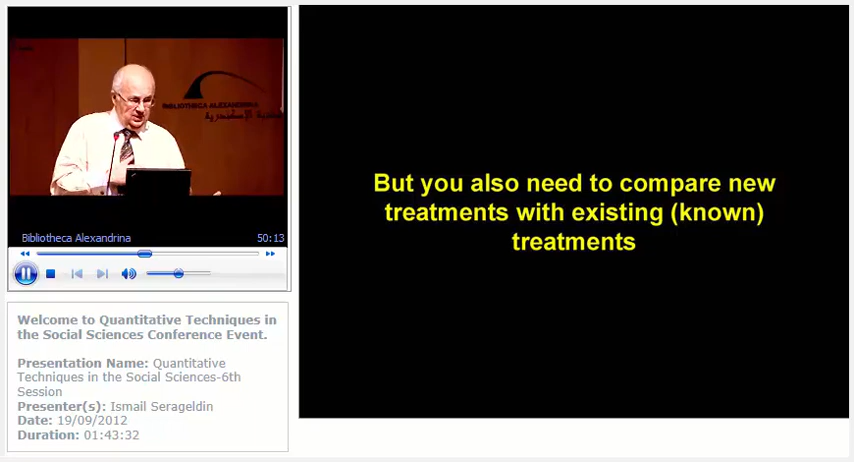 BIBLIOTHECA ALEXANDRINA
Bibliotheca Alexandrina 50:13
Welcome to Quantitative Techniques in
the Social Sciences Conference Event.
Presentation Name: Quantitative
Techniques in the Social Sciences-6th
Session
Presenter(s): Ismail Serageldin
Date: 19/09/2012
Duration: 01:43:32
But you also need to compare new
treatments with existing (known)
treatments